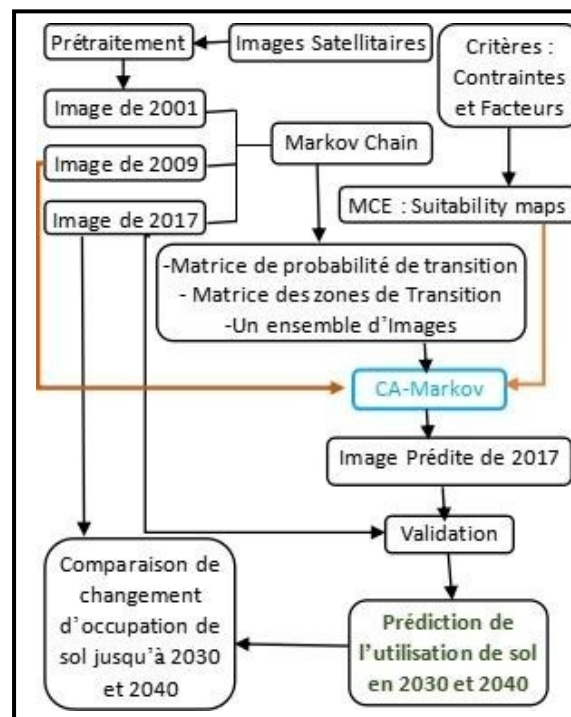 Prétraitement
Images Satellitaires
Critères :
Contraintes
et Facteurs
Image de 2001
Markov Chain
Image de 2009
Image de 2017
MCE : Suitability maps
-Matrice de probabilité de transition
- Matrice des zones de Transition
-Un ensemble d'Images
CA-Markov
Image Prédite de 2017
Validation
Comparaison de
changement
d'occupation de
sol jusqu'à 2030
et 2040
Prédiction de
l'utilisation de sol
en 2030 et 2040